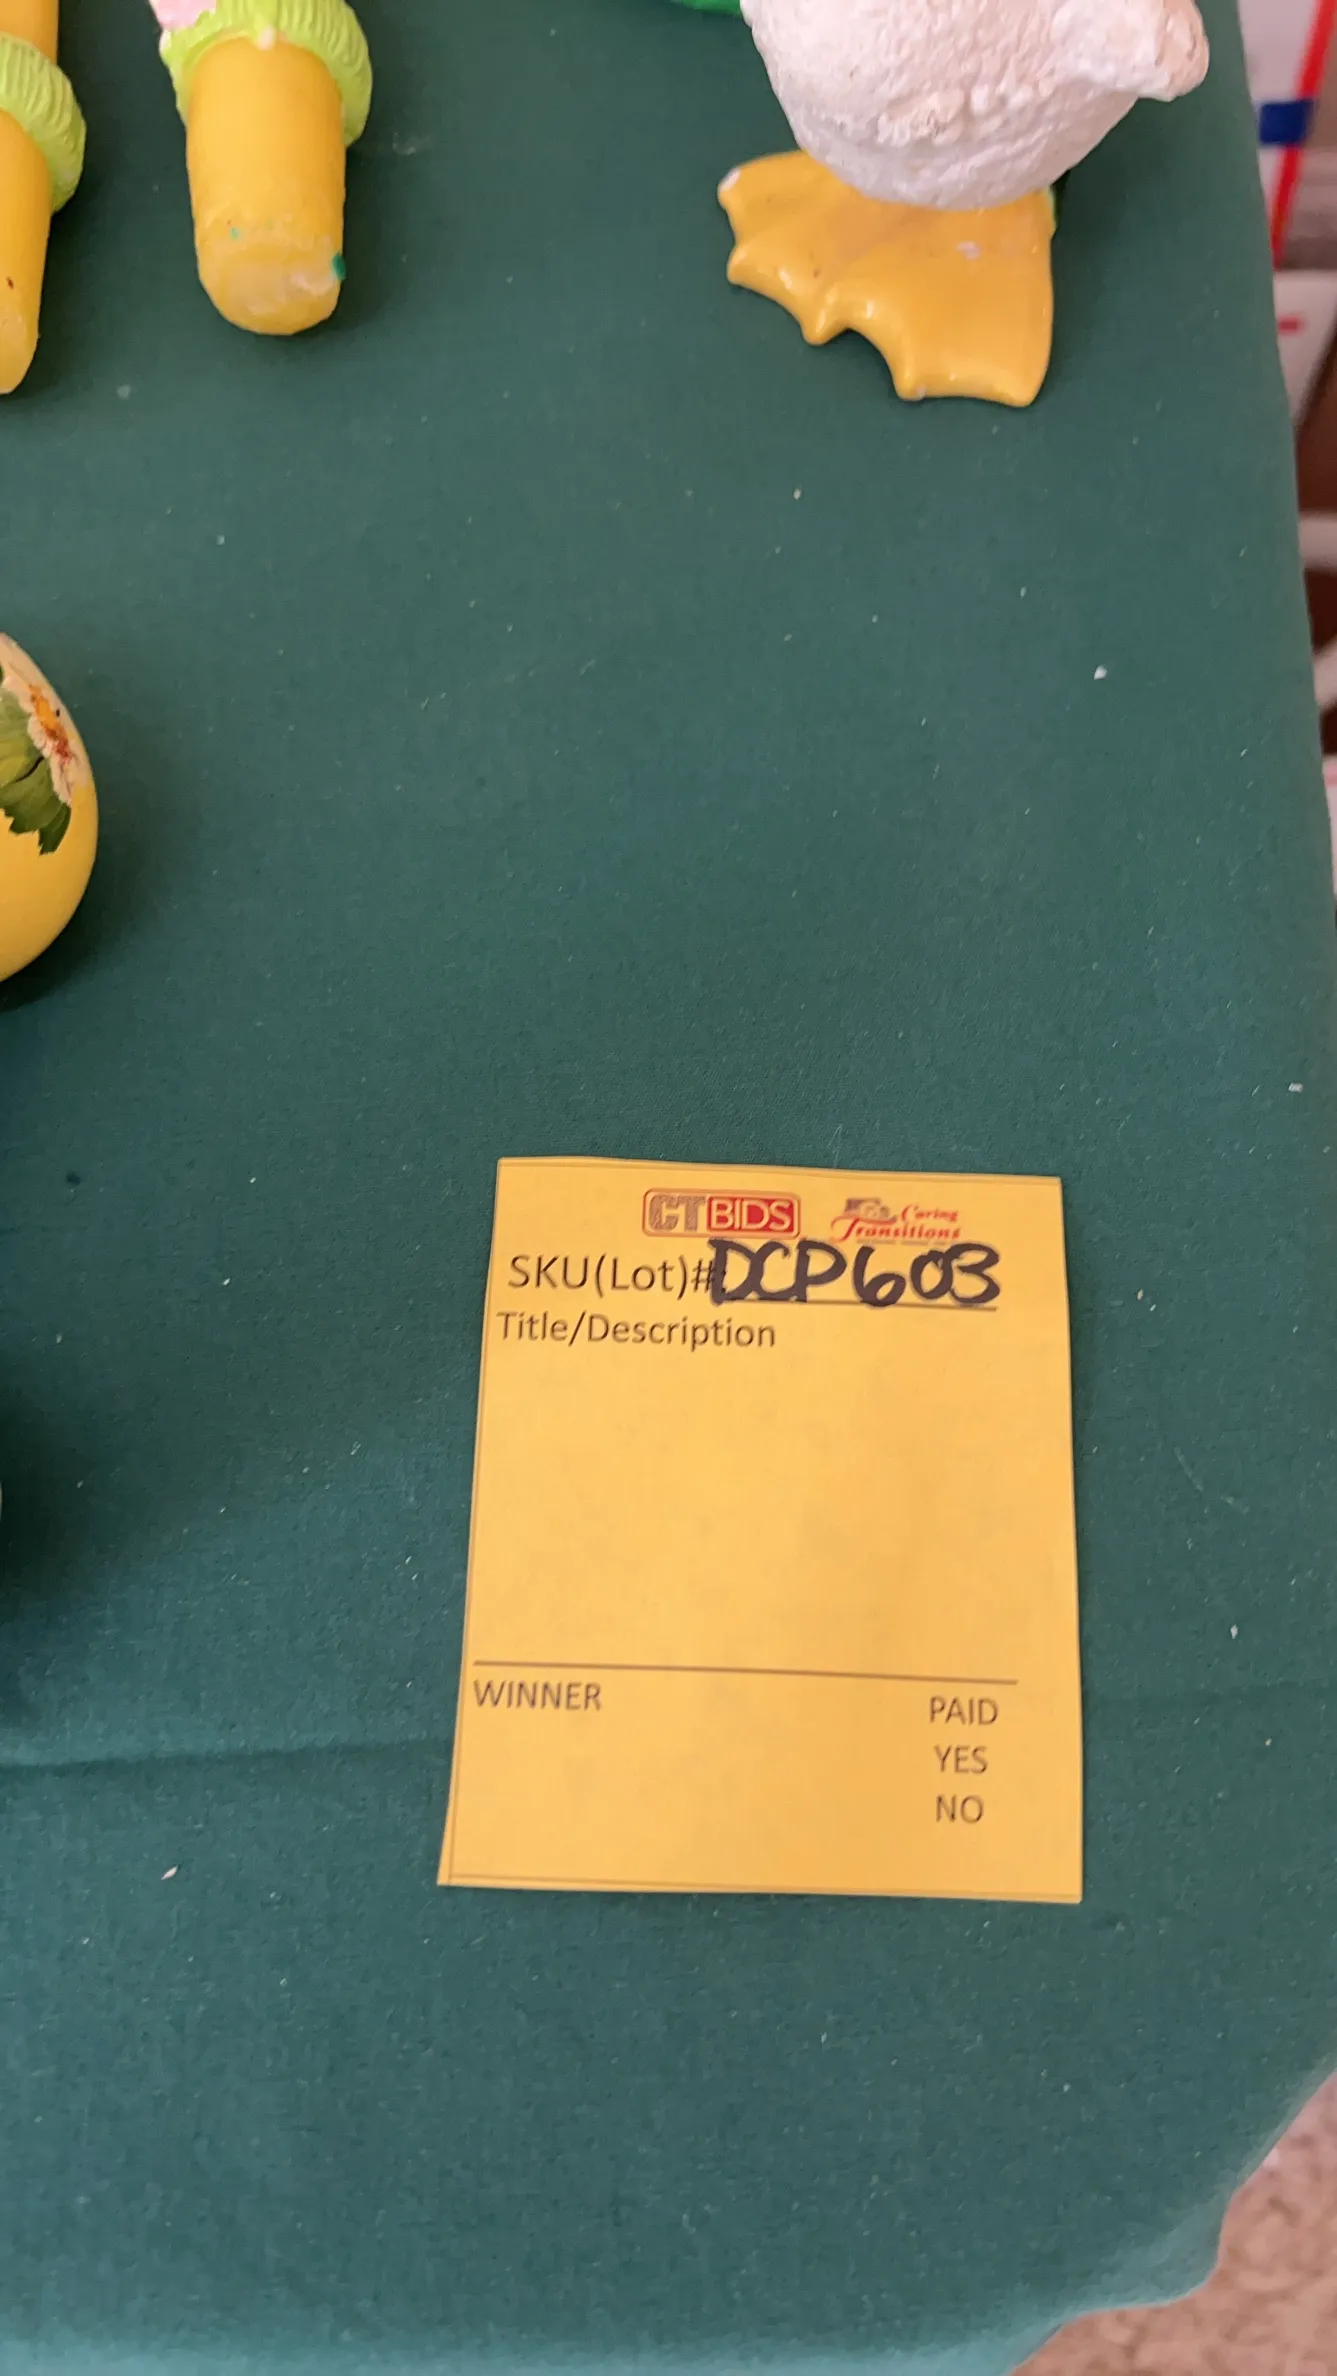 CTBIDS Caring Transitions
SKU(Lot)# DCP603
Title/Description
WINNER PAID
YES
NO